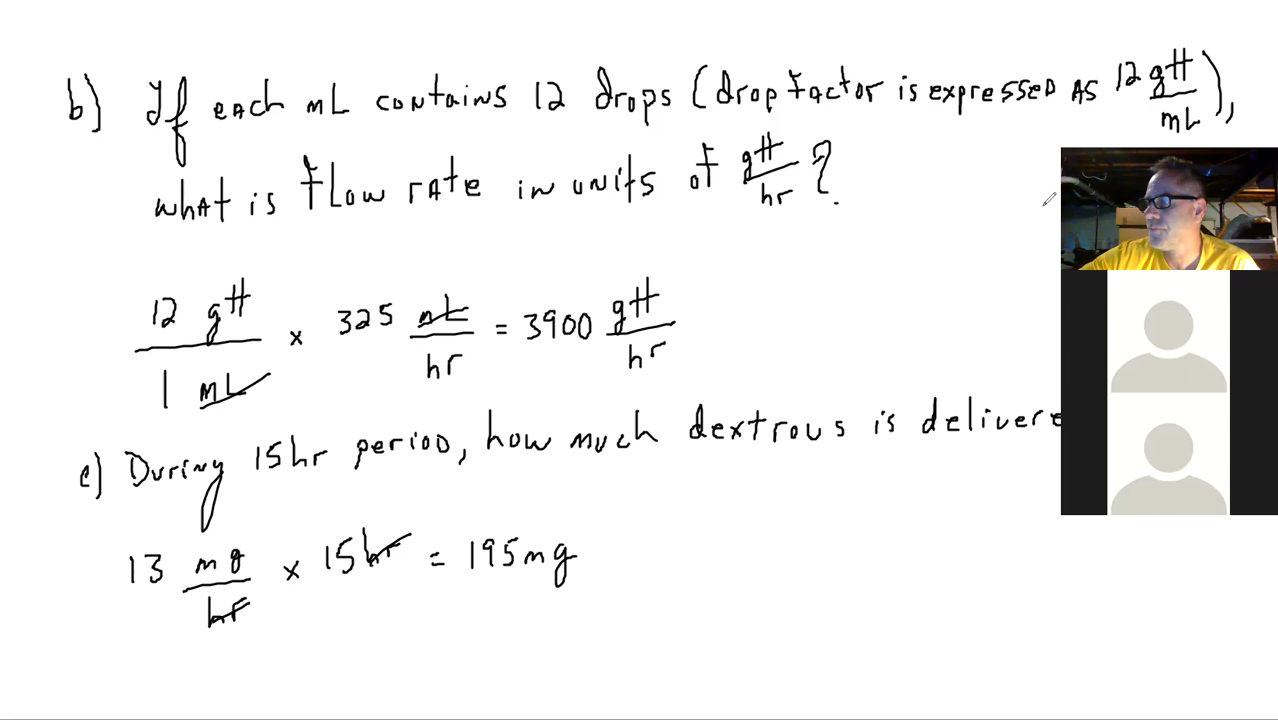 b) If each mL contains 12 drops (drop factor is expressed as 12 gtt/mL),
what is flow rate in units of gtt/hr?
12 gtt/1 mL × 325 mL/hr = 3900 gtt/hr
c) During 15hr period, how much dextrous is delivere
13 mg/hr × 15hr = 195mg